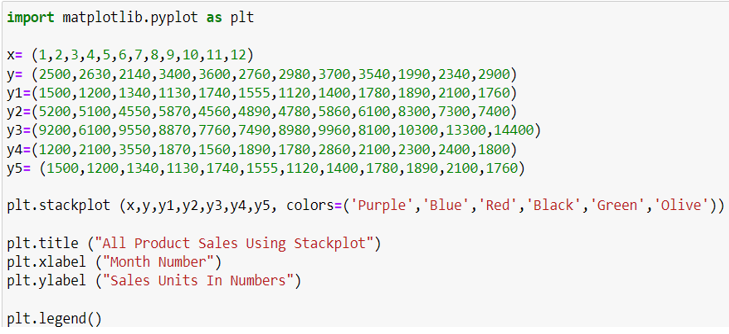 import matplotlib.pyplot as plt
x= (1,2,3,4,5,6,7,8,9,10,11,12)
y= (2500,2630,2140,3400,3600,2760,2980,3700,3540,1990,2340,2900)
y1=(1500,1200,1340,1130,1740,1555,1120,1400,1780,1890,2100,1760)
y2=(5200,5100,4550,5870,4560,4890,4780,5860,6100,8300,7300,7400)
y3=(9200,6100,9550,8870,7760,7490,8980,9960,8100,10300,13300,14400)
y4=(1200,2100,3550,1870,1560,1890,1780,2860,2100,2300,2400,1800)
y5= (1500,1200,1340,1130,1740,1555,1120,1400,1780,1890,2100,1760)
plt.stackplot (x,y,y1,y2,y3,y4,y5, colors=('Purple','Blue','Red','Black','Green','Olive'))
plt.title ("All Product Sales Using Stackplot")
plt.xlabel ("Month Number")
plt.ylabel ("Sales Units In Numbers")
plt.legend()